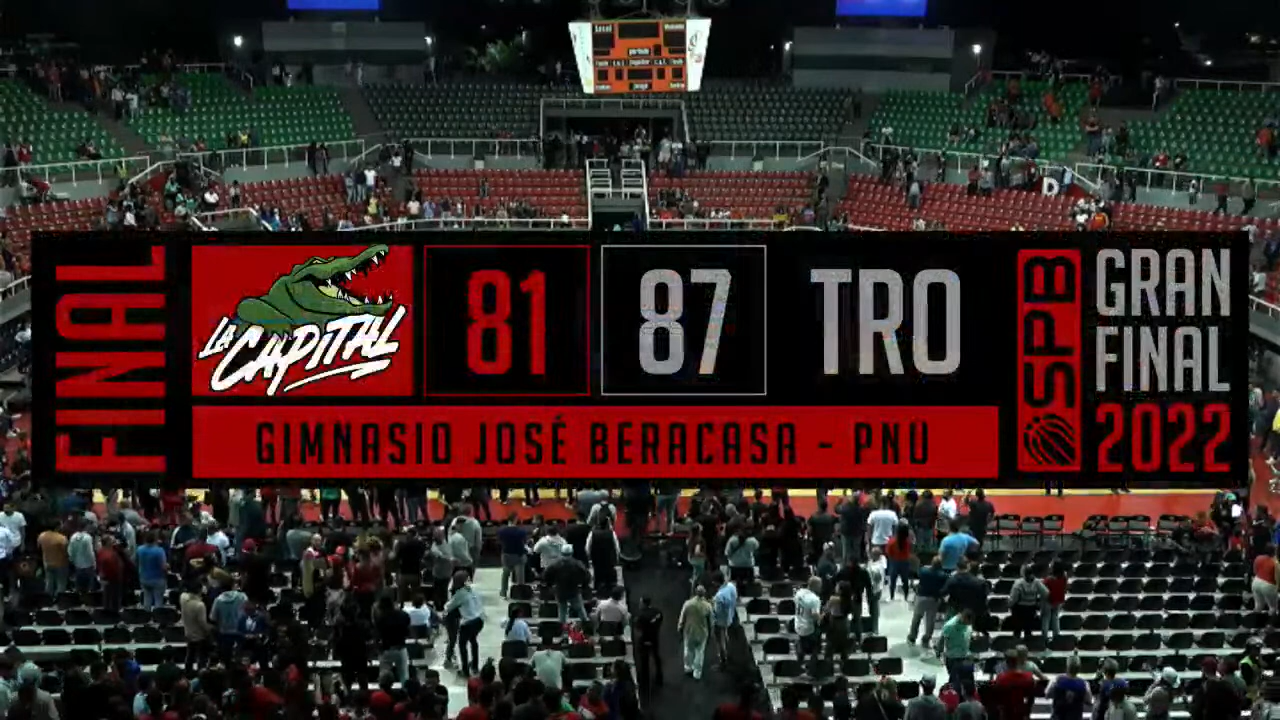 FINAL
LA
CAPITAL
81
87
TRO
GIMNASIO JOSÉ BERACASA - PNU
SPB
GRAN
FINAL
2022
D